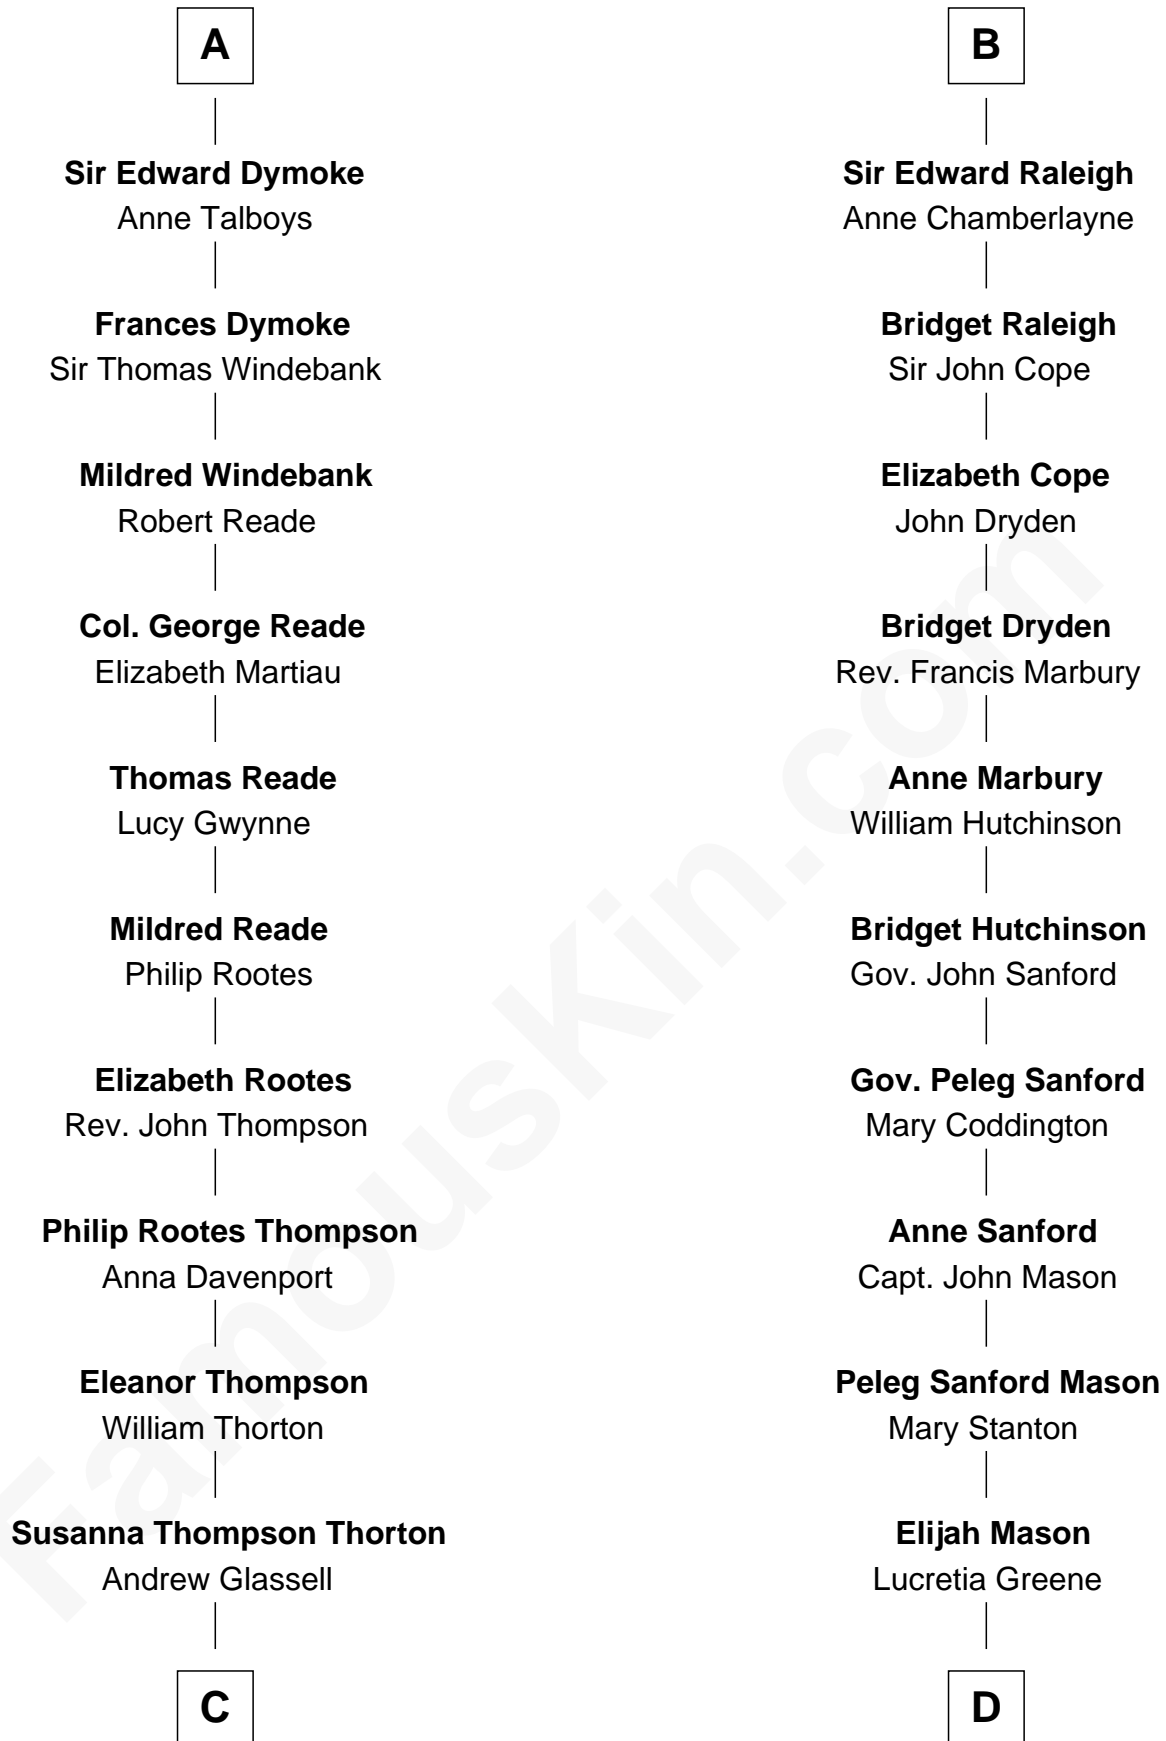 A
Sir Edward Dymoke
Anne Talboys
Frances Dymoke
Sir Thomas Windebank
Mildred Windebank
Robert Reade
Col. George Reade
Elizabeth Martiau
Thomas Reade
Lucy Gwynne
Mildred Reade
Philip Rootes
Elizabeth Rootes
Rev. John Thompson
Philip Rootes Thompson
Anna Davenport
Eleanor Thompson
William Thorton
Susanna Thompson Thorton
Andrew Glassell
C
B
Sir Edward Raleigh
Anne Chamberlayne
Bridget Raleigh
Sir John Cope
Elizabeth Cope
John Dryden
Bridget Dryden
Rev. Francis Marbury
Anne Marbury
William Hutchinson
Bridget Hutchinson
Gov. John Sanford
Gov. Peleg Sanford
Mary Coddington
Anne Sanford
Capt. John Mason
Peleg Sanford Mason
Mary Stanton
Elijah Mason
Lucretia Greene
D
FamousKin.com